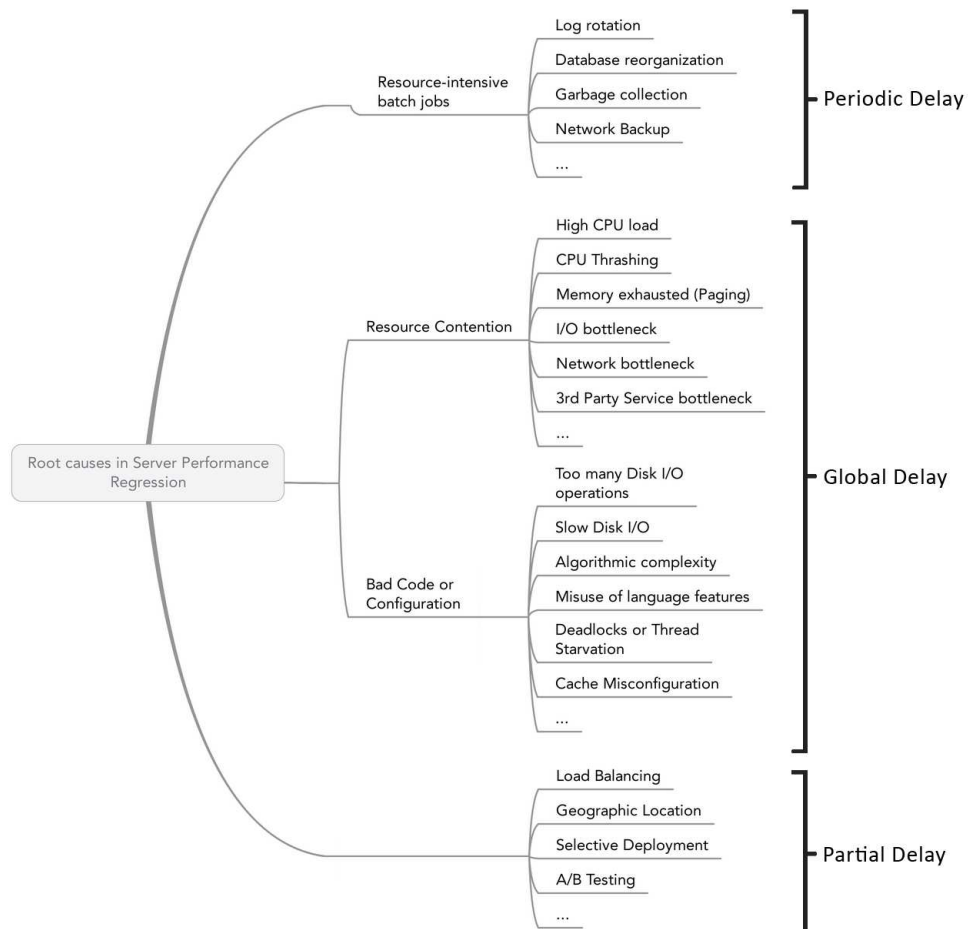 Log rotation
Database reorganization
Resource-intensive
batch jobs
Garbage collection
Network Backup
...
Periodic Delay
High CPU load
CPU Thrashing
Memory exhausted (Paging)
Resource Contention
I/O bottleneck
Network bottleneck
3rd Party Service bottleneck
...
Root causes in Server Performance
Regression
Too many Disk I/O
operations
Slow Disk I/O
Algorithmic complexity
Bad Code or
Configuration
Misuse of language features
Deadlocks or Thread
Starvation
Cache Misconfiguration
...
Global Delay
Load Balancing
Geographic Location
Selective Deployment
A/B Testing
...
Partial Delay